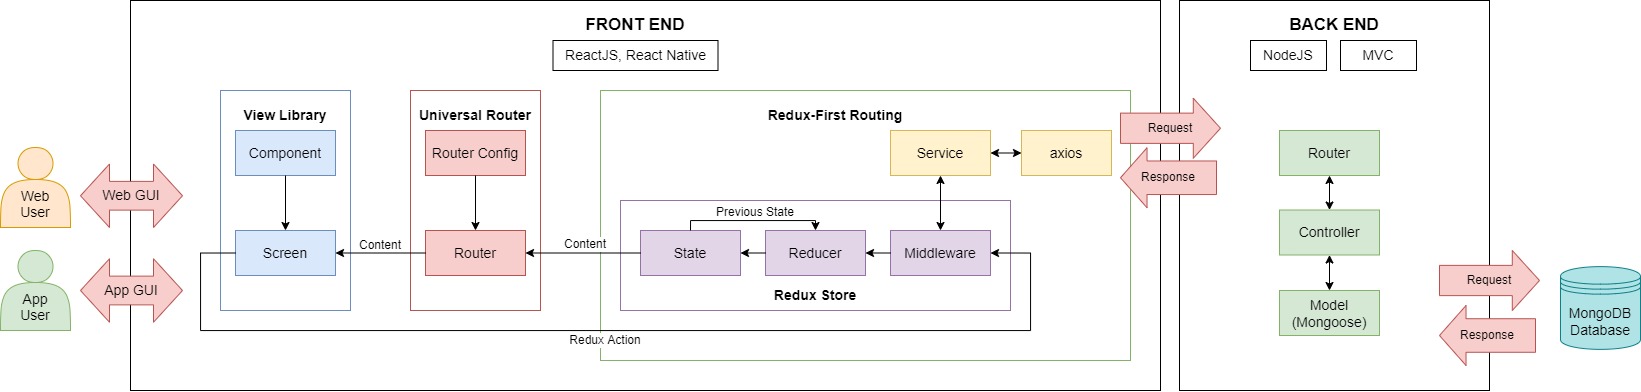 FRONT END
ReactJS, React Native
BACK END
NodeJS
MVC
View Library
Component
Screen
Universal Router
Router Config
Router
Redux-First Routing
Service
axios
Previous State
State
Reducer
Middleware
Redux Store
Content
Content
Redux Action
Web
User
Web GUI
App
User
App GUI
Request
Response
Router
Controller
Model
(Mongoose)
Request
Response
MongoDB
Database